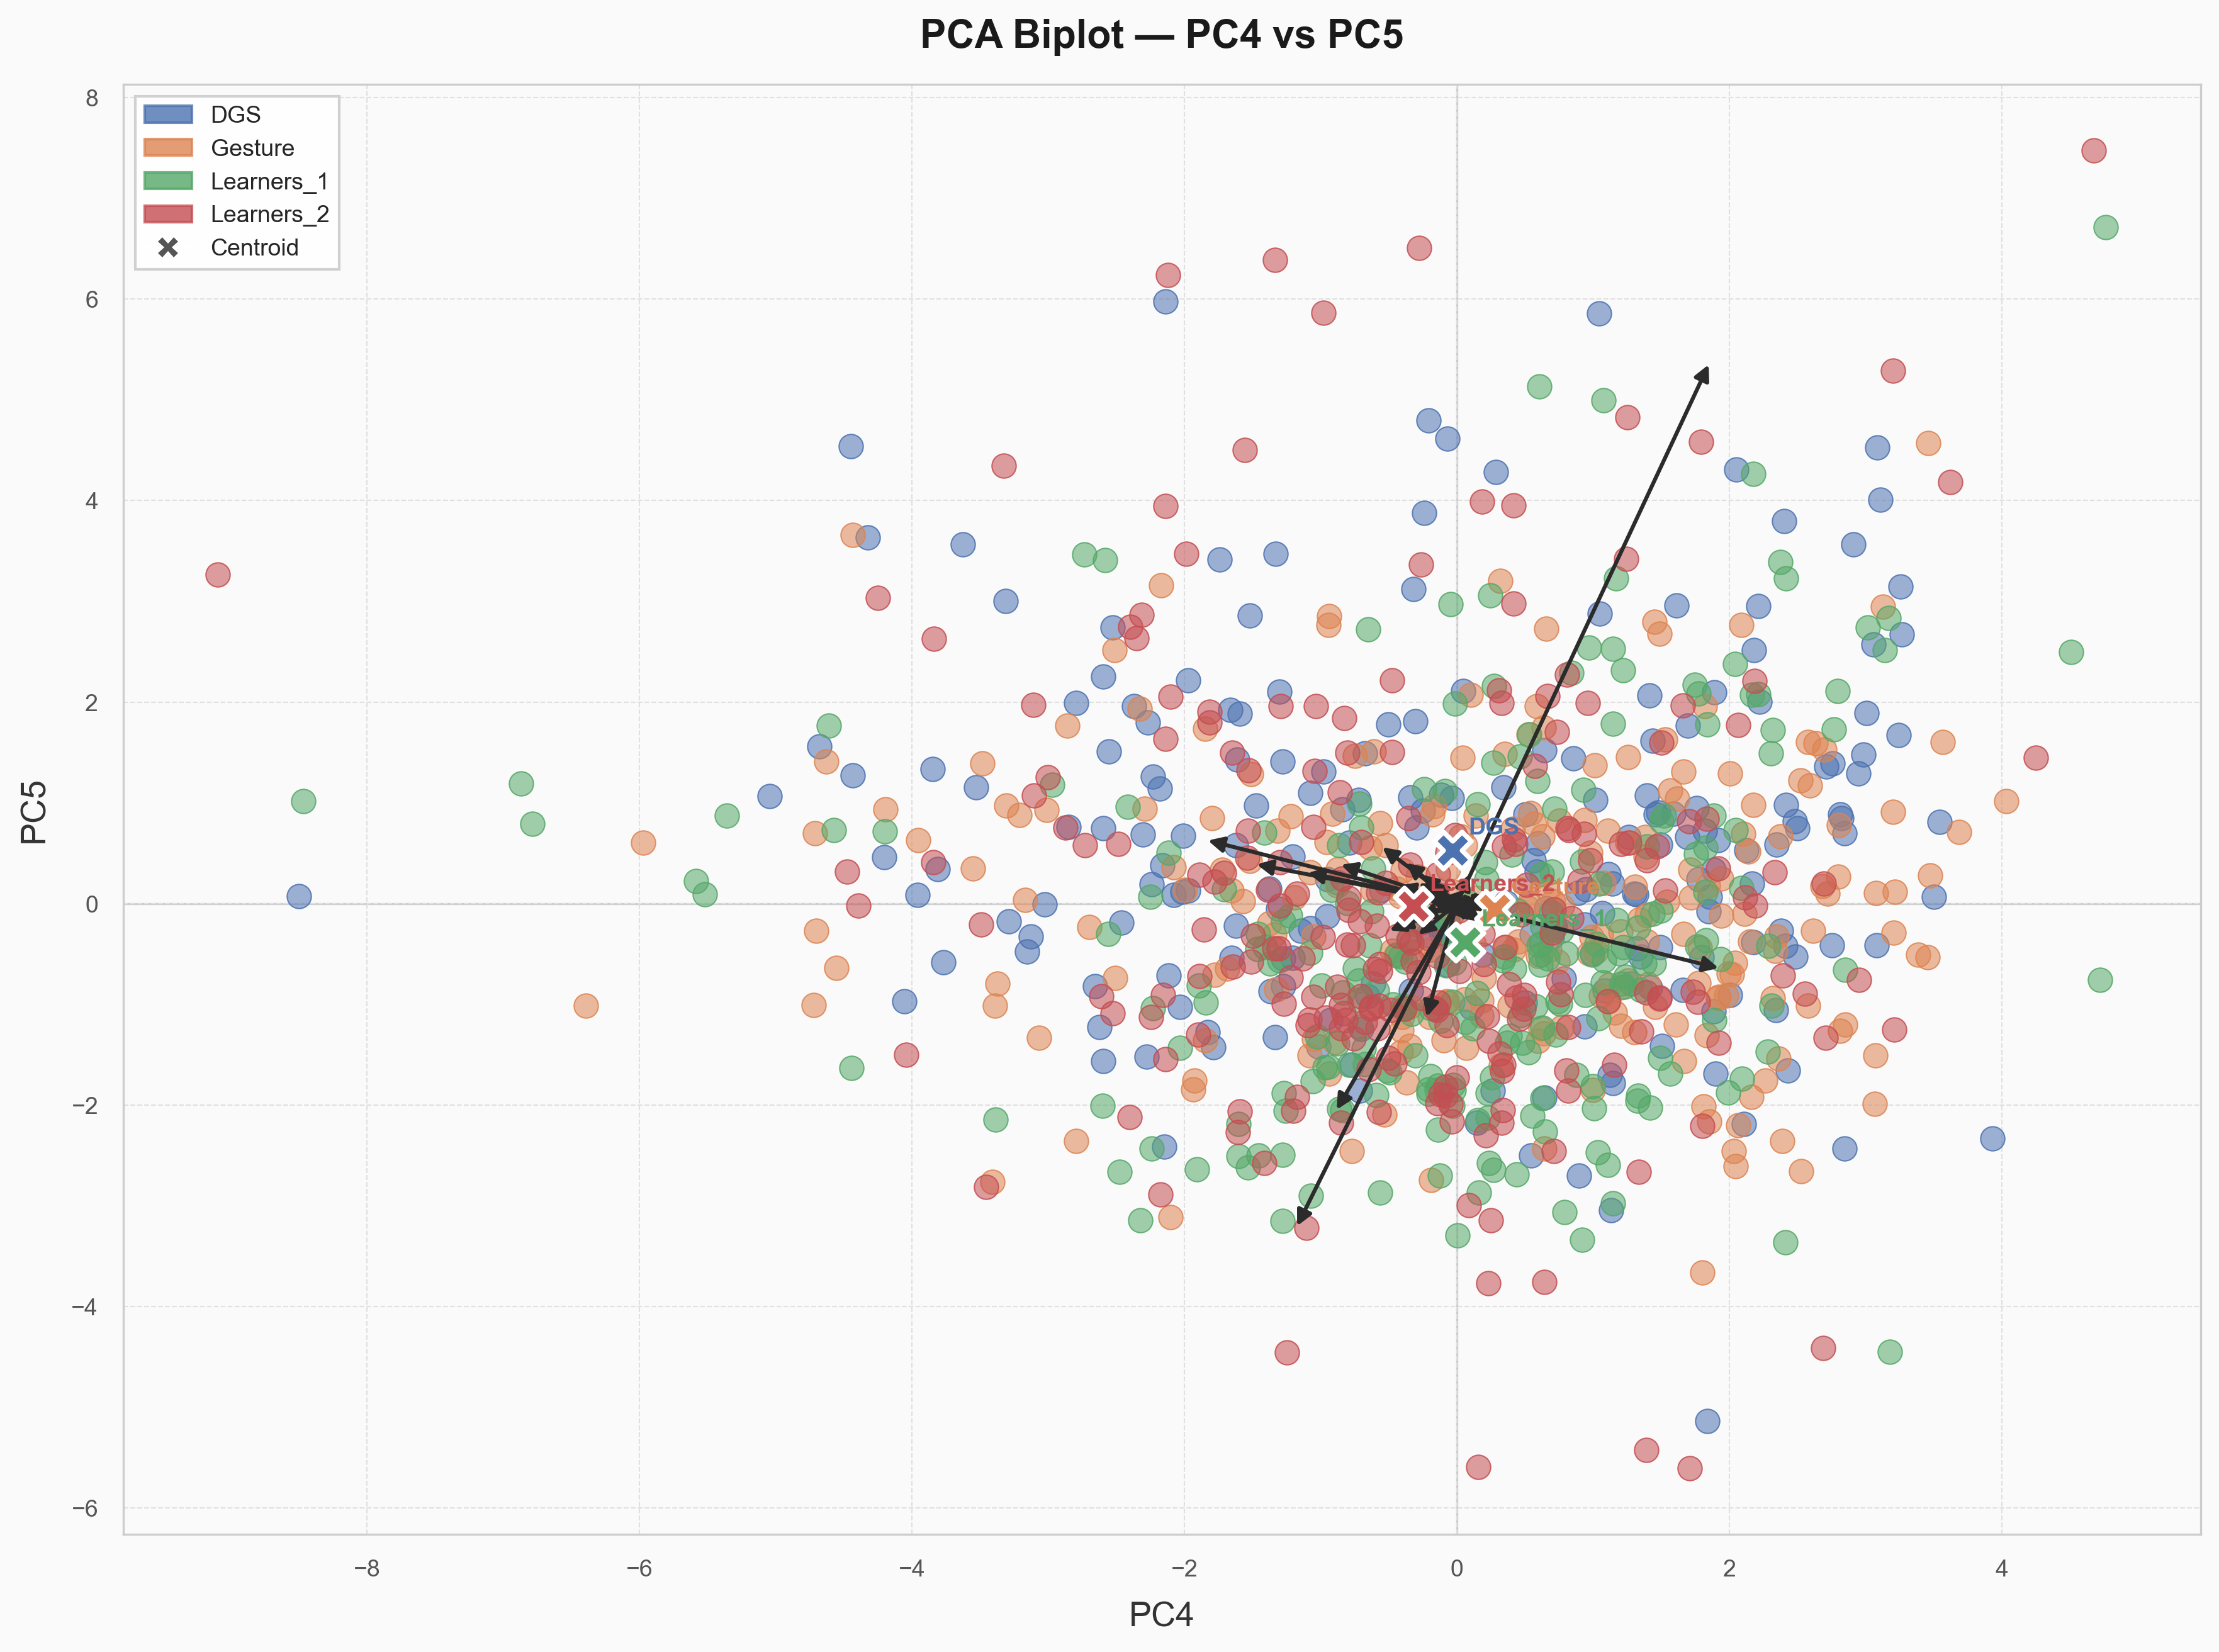 PCA Biplot — PC4 vs PC5
DGS
Gesture
Learners_1
Learners_2
Centroid
8
6
4
2
0
−2
−4
−6
PC5
DGS
Learners_2
Gesture
Learners_1
−8
−6
−4
−2
0
2
4
PC4